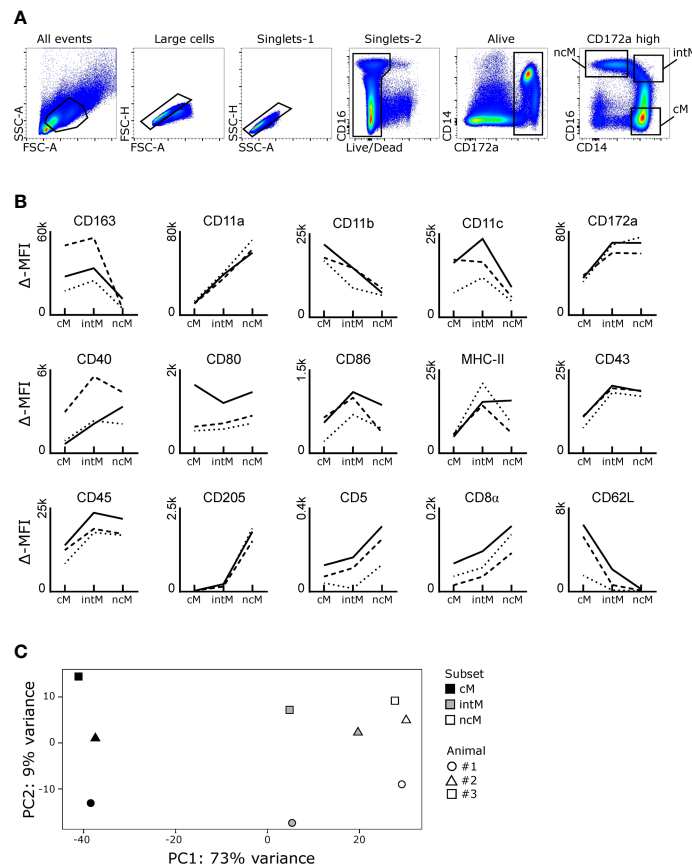 A
All events
Large cells
Singlets-1
Singlets-2
Alive
CD172a high
SSC-A
FSC-A
FSC-H
FSC-A
SSC-H
SSC-A
CD16
Live/Dead
CD14
CD172a
CD16
CD14
ncM
intM
cM
B
CD163
CD11a
CD11b
CD11c
CD172a
Δ-MFI
60k
0
80k
0
25k
0
25k
0
80k
0
cM intM ncM
cM intM ncM
cM intM ncM
cM intM ncM
cM intM ncM
CD40
CD80
CD86
MHC-II
CD43
Δ-MFI
6k
0
2k
0
1.5k
0
25k
0
25k
0
cM intM ncM
cM intM ncM
cM intM ncM
cM intM ncM
cM intM ncM
CD45
CD205
CD5
CD8α
CD62L
Δ-MFI
25k
0
2.5k
0
0.4k
0
0.2k
0
8k
0
cM intM ncM
cM intM ncM
cM intM ncM
cM intM ncM
cM intM ncM
C
PC2: 9% variance
10
0
-10
-40
-20
0
20
PC1: 73% variance
Subset
cM
intM
ncM
Animal
#1
#2
#3